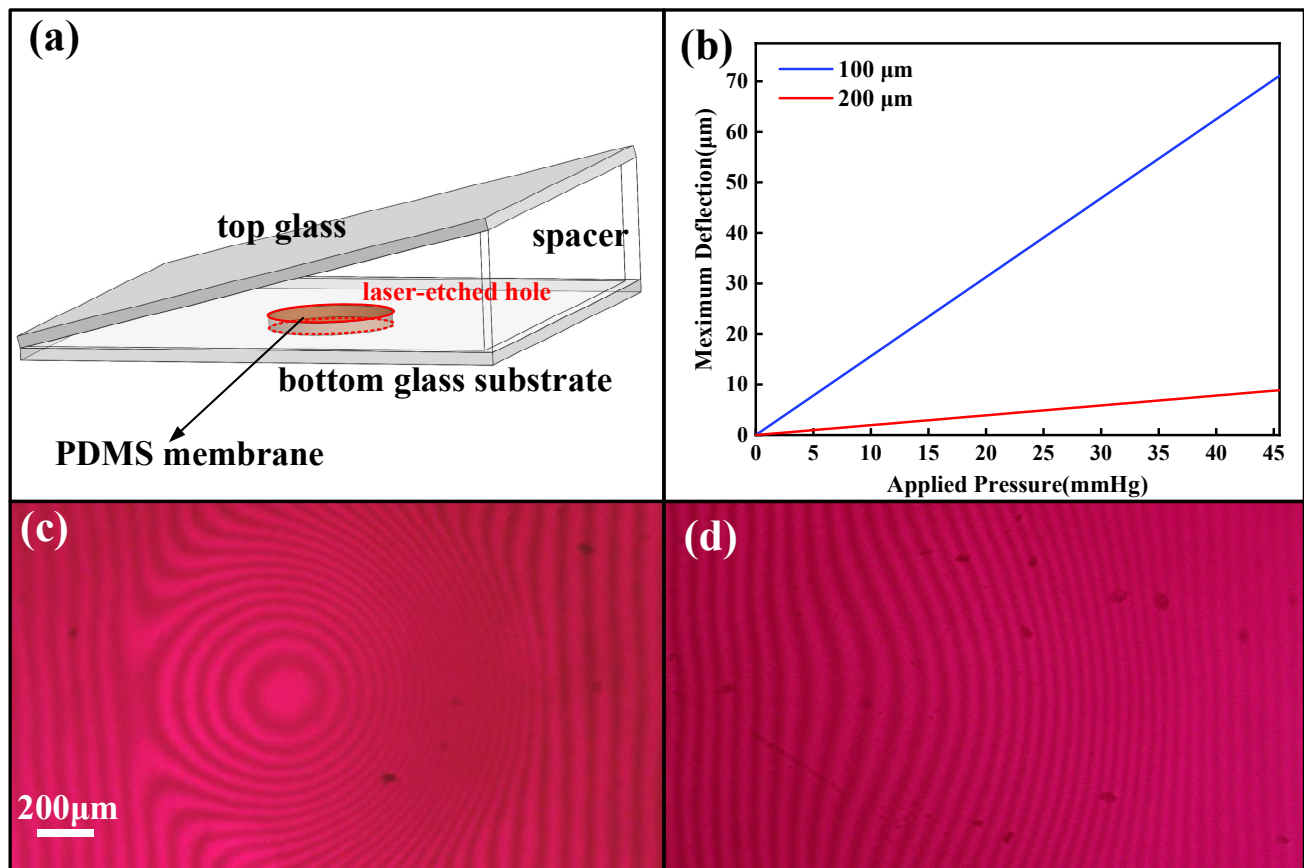 (a)
top glass
spacer
laser-etched hole
bottom glass substrate
PDMS membrane
(b)
100 μm
200 μm
Meximum Deflection(μm)
70
60
50
40
30
20
10
0
0 5 10 15 20 25 30 35 40 45
Applied Pressure(mmHg)
(c)
200μm
(d)